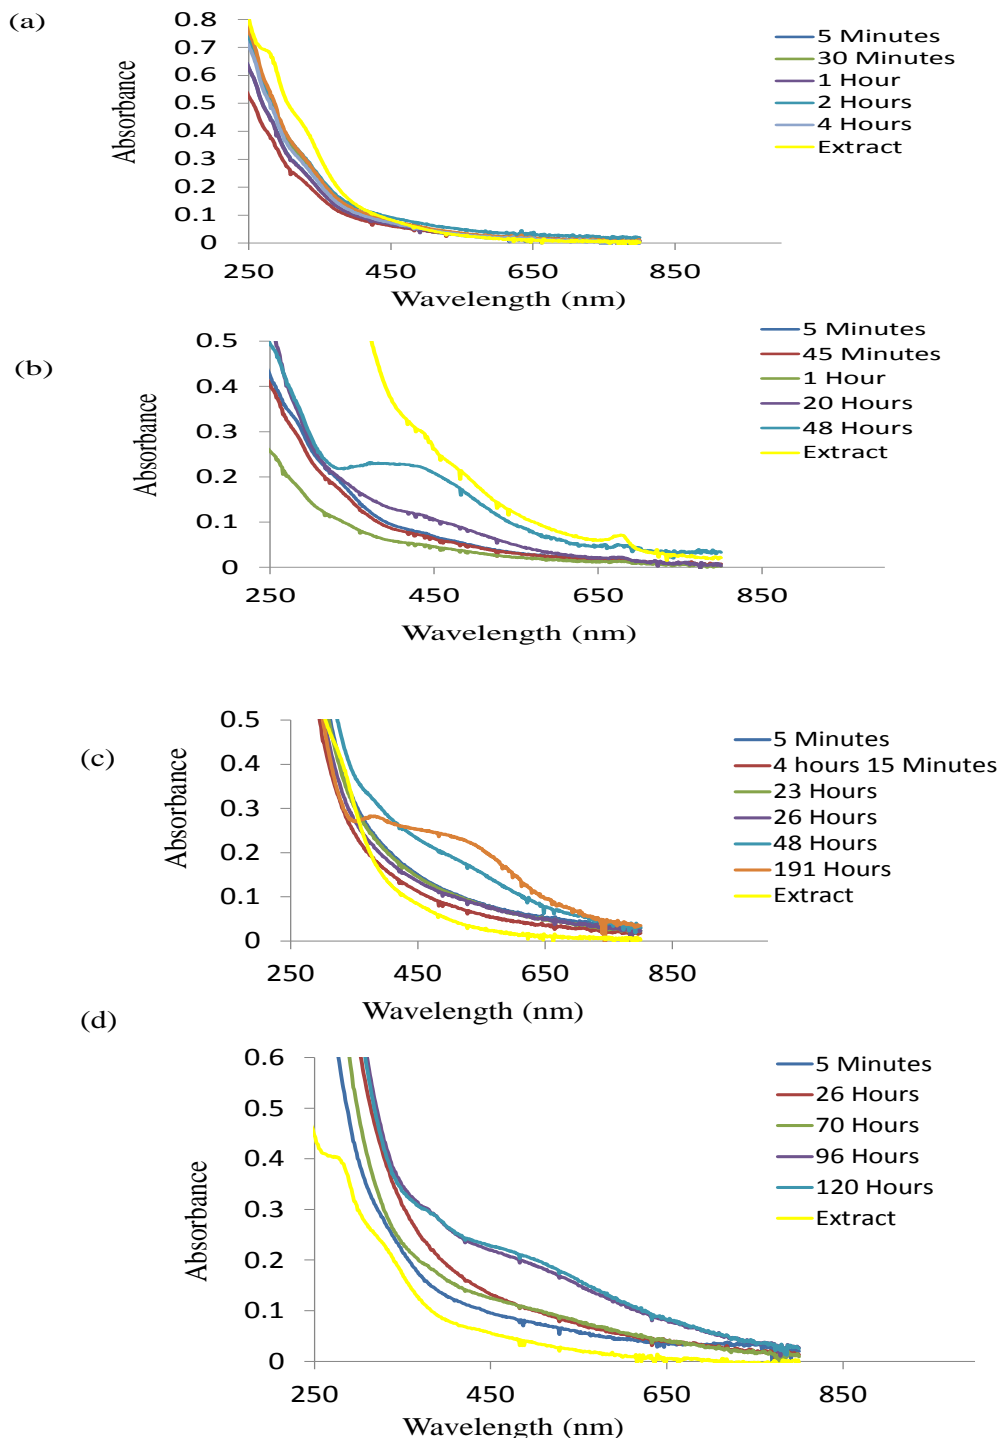 (a)
0.8
0.7
0.6
0.5
0.4
0.3
0.2
0.1
0
Absorbance
250 450 650 850
Wavelength (nm)
5 Minutes
30 Minutes
1 Hour
2 Hours
4 Hours
Extract
(b)
0.5
0.4
0.3
0.2
0.1
0
Absorbance
250 450 650 850
Wavelength (nm)
5 Minutes
45 Minutes
1 Hour
20 Hours
48 Hours
Extract
(c)
0.5
0.4
0.3
0.2
0.1
0
Absorbance
250 450 650 850
Wavelength (nm)
5 Minutes
4 hours 15 Minutes
23 Hours
26 Hours
48 Hours
191 Hours
Extract
(d)
0.6
0.5
0.4
0.3
0.2
0.1
0
Absorbance
250 450 650 850
Wavelength (nm)
5 Minutes
26 Hours
70 Hours
96 Hours
120 Hours
Extract